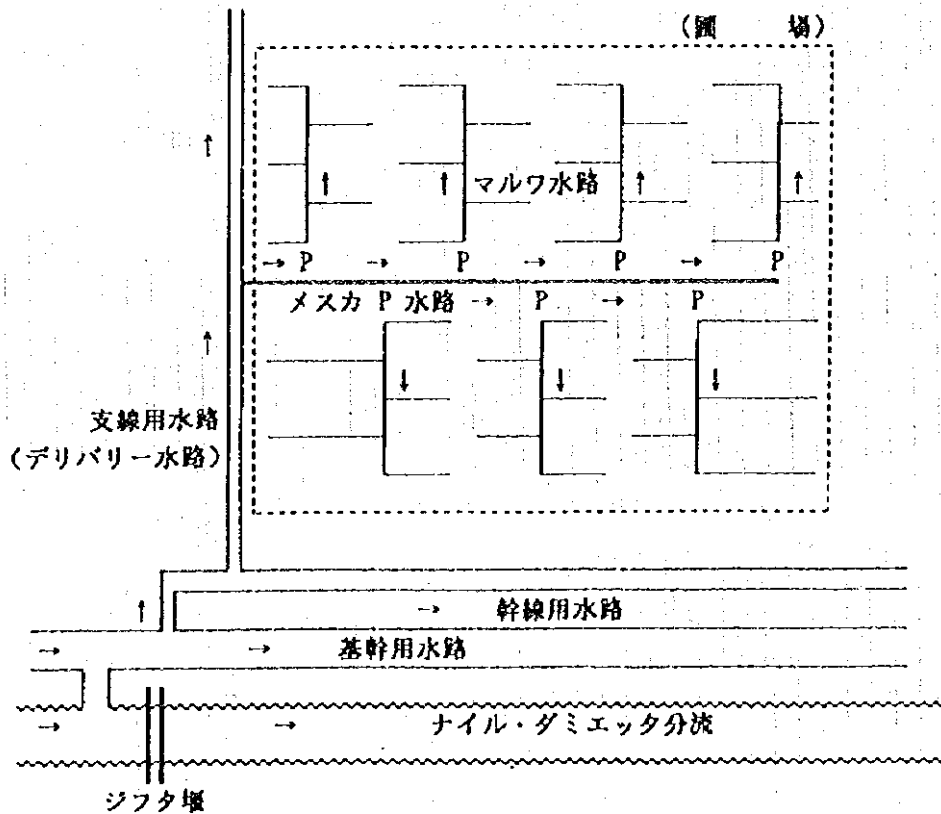 (圃 場)
マルワ水路
P P P P
メスカ P 水路 P P
支線用水路
(デリバリー水路)
幹線用水路
基幹用水路
ナイル・ダミエッタ分流
ジフタ堰